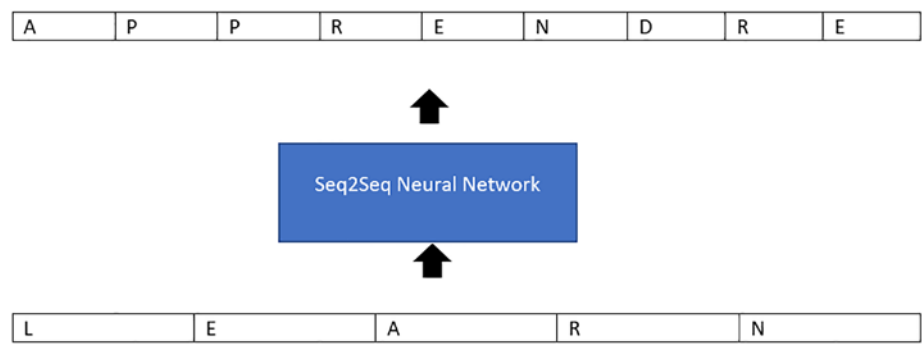 A P P R E N D R E
Seq2Seq Neural Network
L E A R N